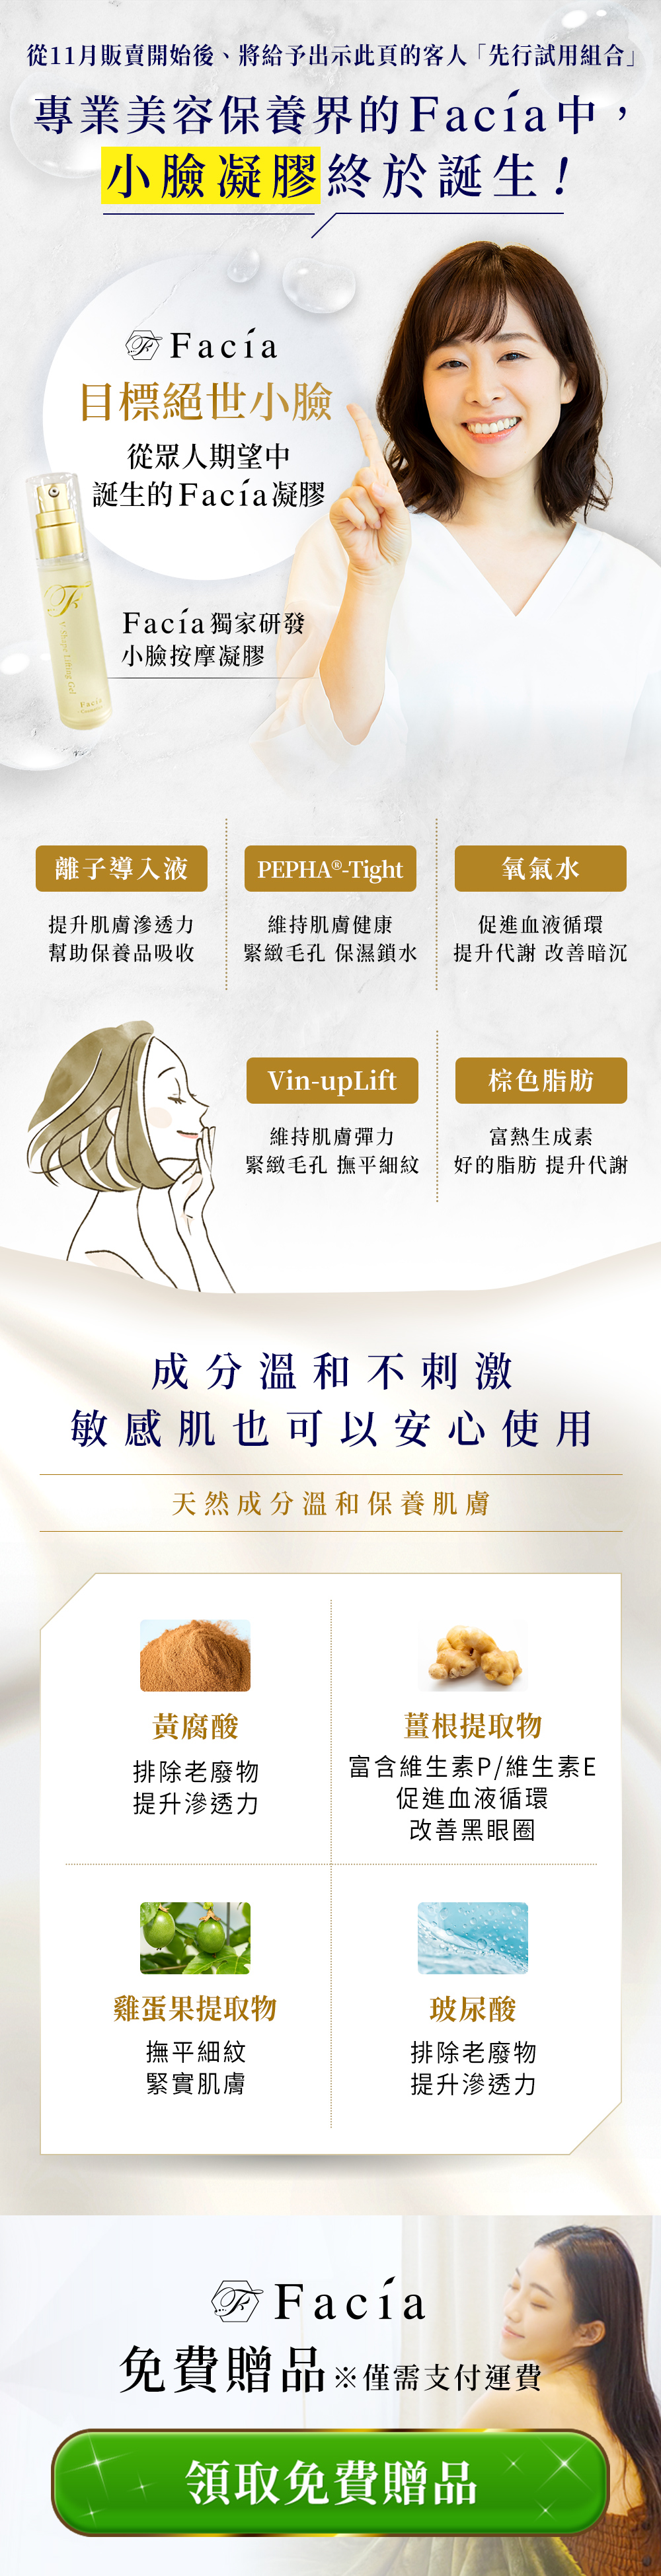 從11月販賣開始後、將給予出示此頁的客人「先行試用組合」
專業美容保養界的Facia中，
小臉凝膠終於誕生！
Facia
目標絕世小臉
從眾人期望中
誕生的Facia凝膠
V-Shape Lifting Gel
Facia
Facia獨家研發
小臉按摩凝膠
離子導入液
提升肌膚滲透力
幫助保養品吸收
PEPHA®-Tight
維持肌膚健康
緊緻毛孔 保濕鎖水
氧氣水
促進血液循環
提升代謝 改善暗沉
Vin-upLift
維持肌膚彈力
緊緻毛孔 撫平細紋
棕色脂肪
富熱生成素
好的脂肪 提升代謝
成分溫和不刺激
敏感肌也可以安心使用
天然成分溫和保養肌膚
黃腐酸
排除老廢物
提升滲透力
薑根提取物
富含維生素P/維生素E
促進血液循環
改善黑眼圈
雞蛋果提取物
撫平細紋
緊實肌膚
玻尿酸
排除老廢物
提升滲透力
Facia
免費贈品※僅需支付運費
領取免費贈品